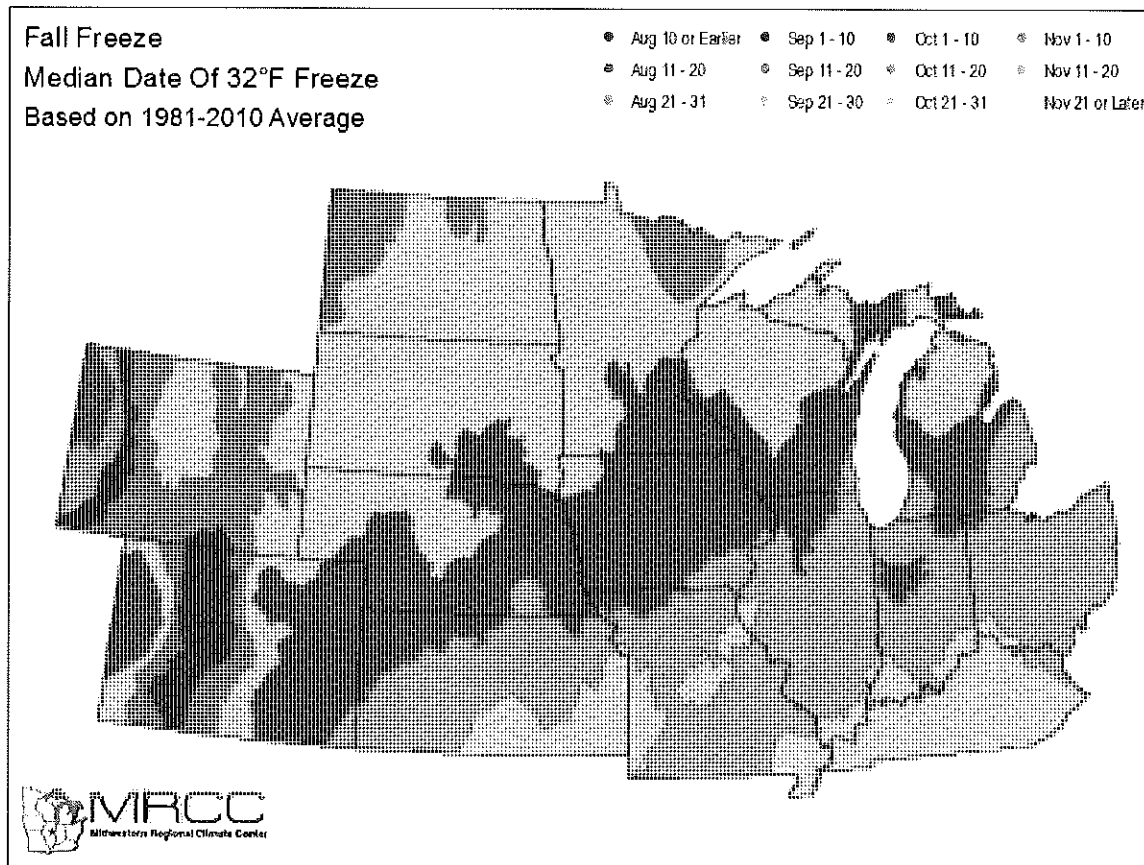 Fall Freeze
Median Date Of 32°F Freeze
Based on 1981-2010 Average
Aug 10 or Earlier
Sep 1 - 10
Oct 1 - 10
Nov 1 - 10
Aug 11 - 20
Sep 11 - 20
Oct 11 - 20
Nov 11 - 20
Aug 21 - 31
Sep 21 - 30
Oct 21 - 31
Nov 21 or Later
MRCC
Midwestern Regional Climate Center